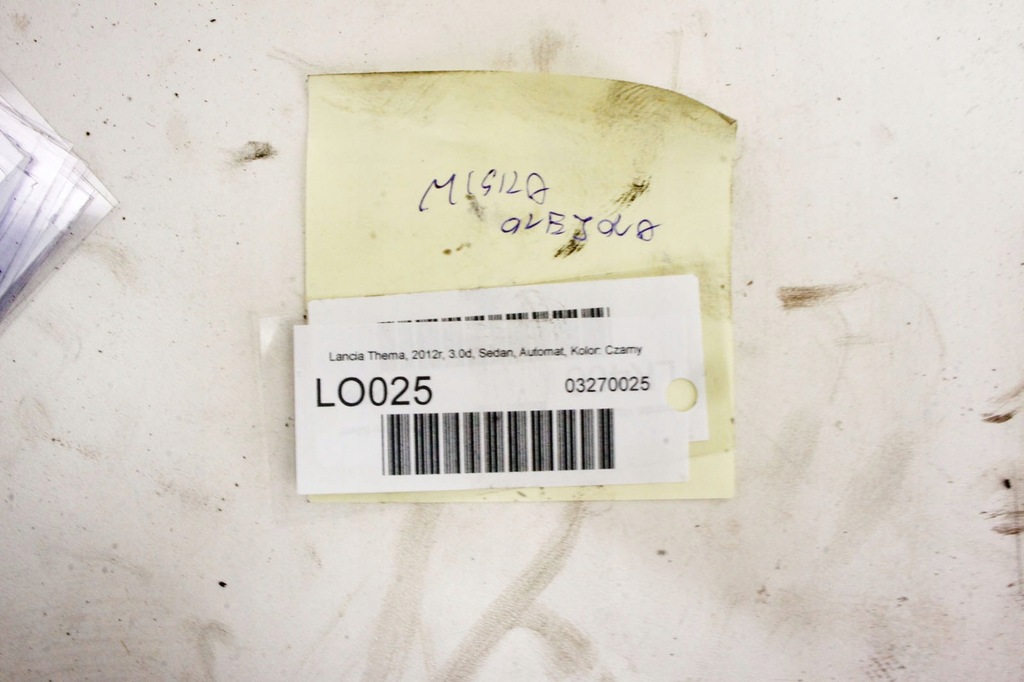 MISKA
OLEJOWA
Lancia Thema, 2012r, 3.0d, Sedan, Automat, Kolor: Czarny
LO025 03270025